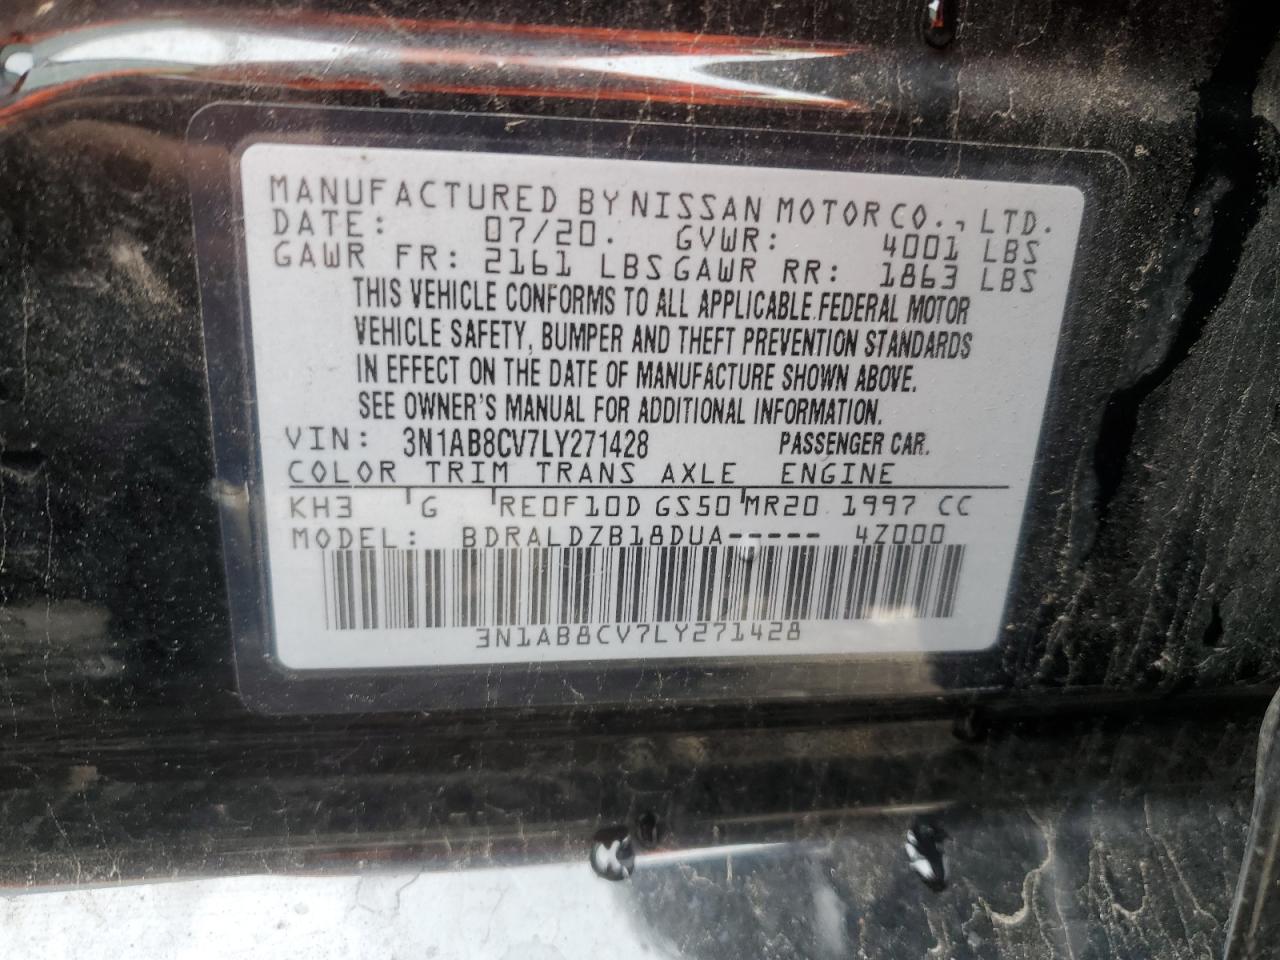 MANUFACTURED BY NISSAN MOTOR CO., LTD.
DATE: 07/20. GVWR: 4001 LBS
GAWR FR: 2161 LBS GAWR RR: 1863 LBS
THIS VEHICLE CONFORMS TO ALL APPLICABLE FEDERAL MOTOR
VEHICLE SAFETY, BUMPER AND THEFT PREVENTION STANDARDS
IN EFFECT ON THE DATE OF MANUFACTURE SHOWN ABOVE.
SEE OWNER'S MANUAL FOR ADDITIONAL INFORMATION.
VIN: 3N1AB8CV7LY271428 PASSENGER CAR.
COLOR TRIM TRANS AXLE ENGINE
KH3 G RE0F10D GS50 MR20 1997 CC
MODEL: BDRALDZB18DUA----- 4Z000
3N1AB8CV7LY271428